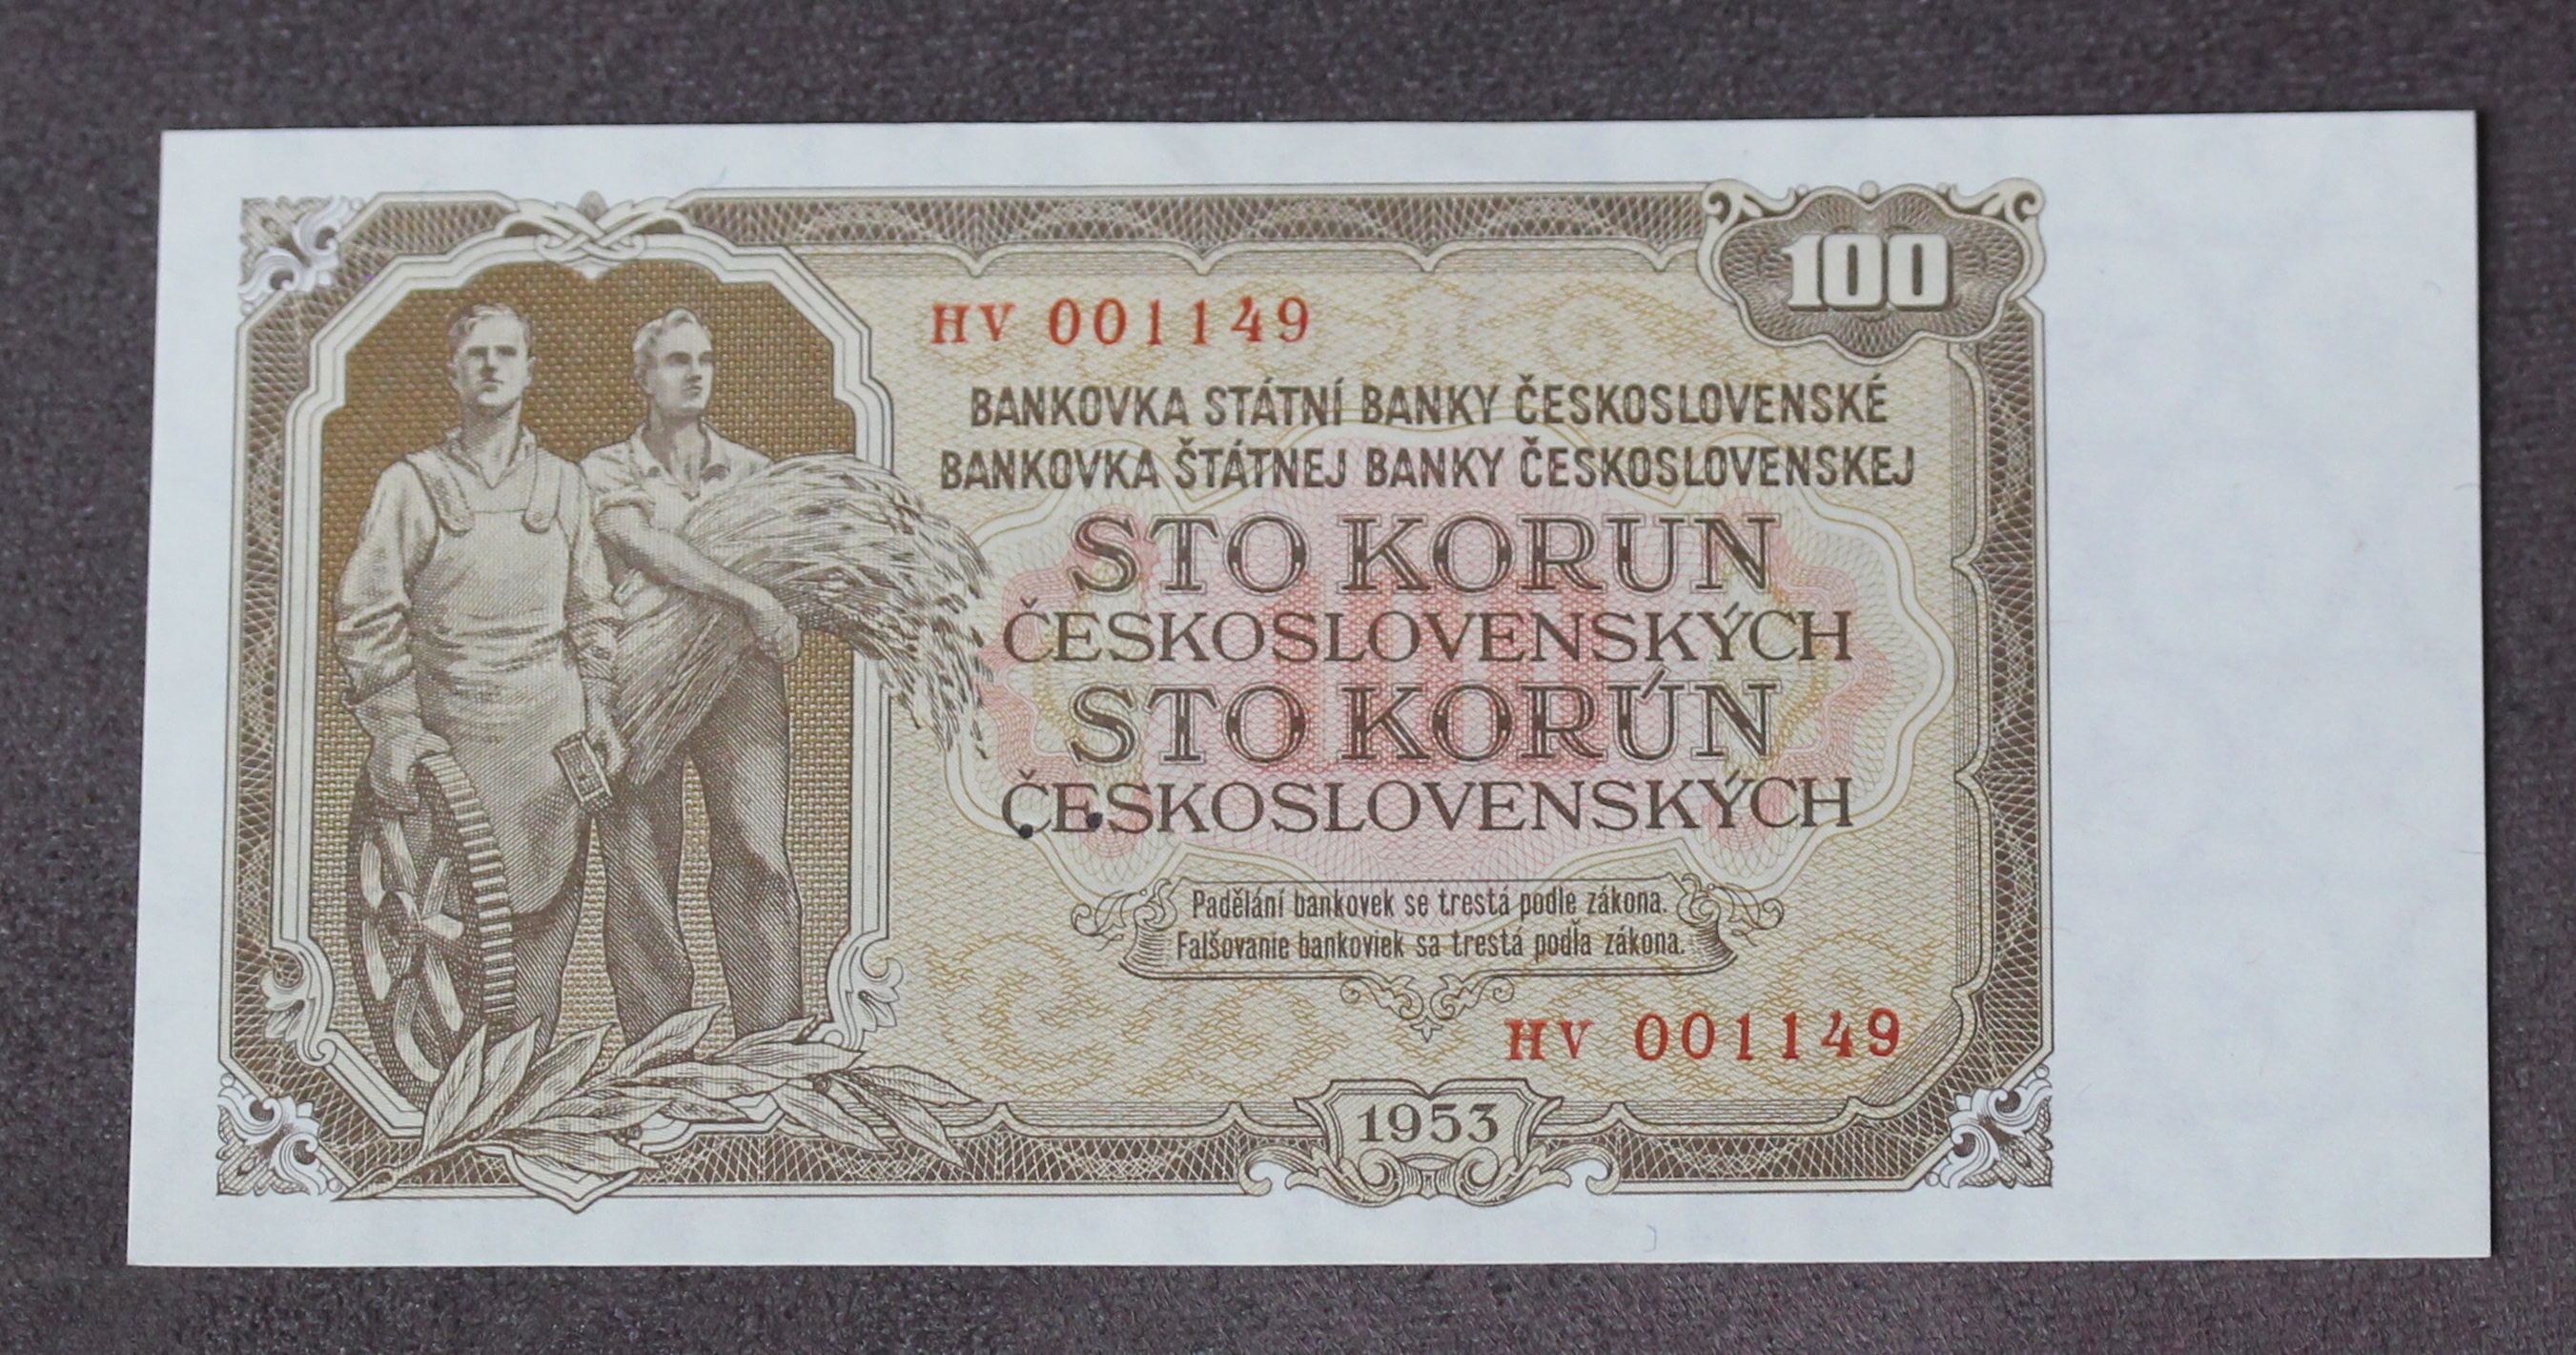 100
HV 001149
BANKOVKA STÁTNÍ BANKY ČESKOSLOVENSKÉ
BANKOVKA ŠTÁTNEJ BANKY ČESKOSLOVENSKEJ
STO KORUN
ČESKOSLOVENSKÝCH
STO KORÚN
ČESKOSLOVENSKÝCH
Padělání bankovek se trestá podle zákona.
Falšovanie bankoviek sa trestá podľa zákona.
HV 001149
1953